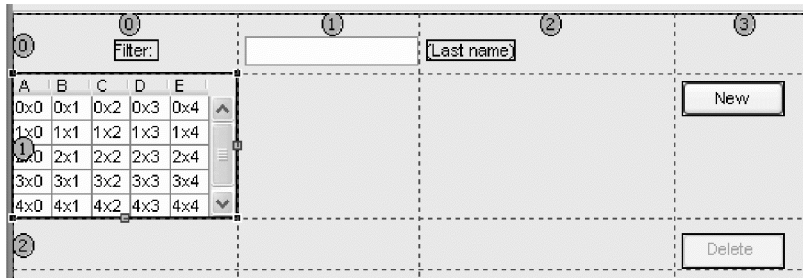 0 1 2 3
0 Filter: (Last name)
A B C D E
0x0 0x1 0x2 0x3 0x4 New
1x0 1x1 1x2 1x3 1x4
1 2x0 2x1 2x2 2x3 2x4
3x0 3x1 3x2 3x3 3x4
4x0 4x1 4x2 4x3 4x4
2 Delete